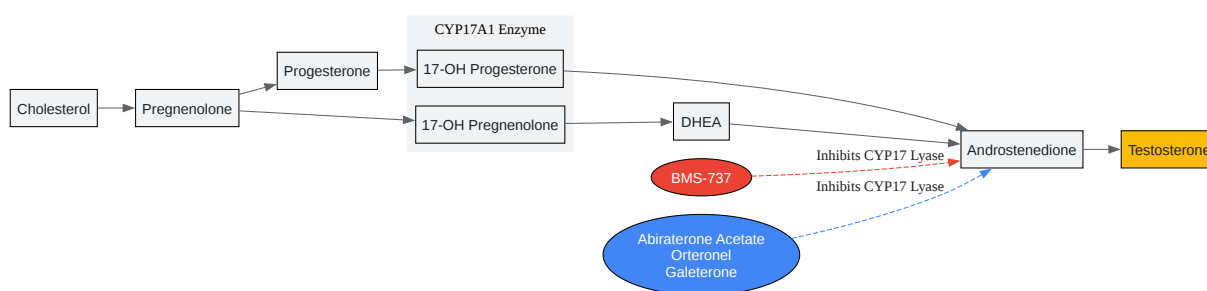 CYP17A1 Enzyme
Progesterone
17-OH Progesterone
Cholesterol
Pregnenolone
17-OH Pregnenolone
DHEA
Androstenedione
Testosterone
Inhibits CYP17 Lyase
BMS-737
Inhibits CYP17 Lyase
Abiraterone Acetate
Orteronel
Galeterone